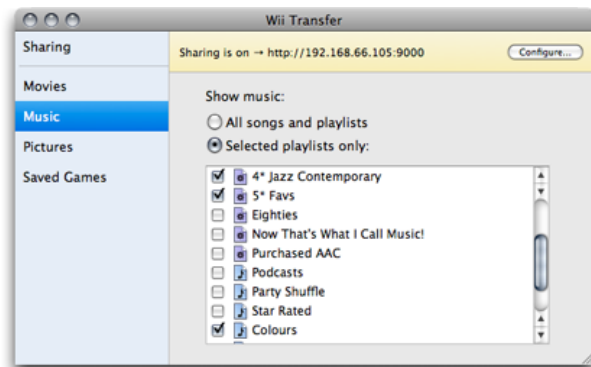 Wii Transfer
Sharing
Sharing is on → http://192.168.66.105:9000
Configure...
Movies
Music
Pictures
Saved Games
Show music:
All songs and playlists
Selected playlists only:
4* Jazz Contemporary
5* Favs
Eighties
Now That's What I Call Music!
Purchased AAC
Podcasts
Party Shuffle
Star Rated
Colours